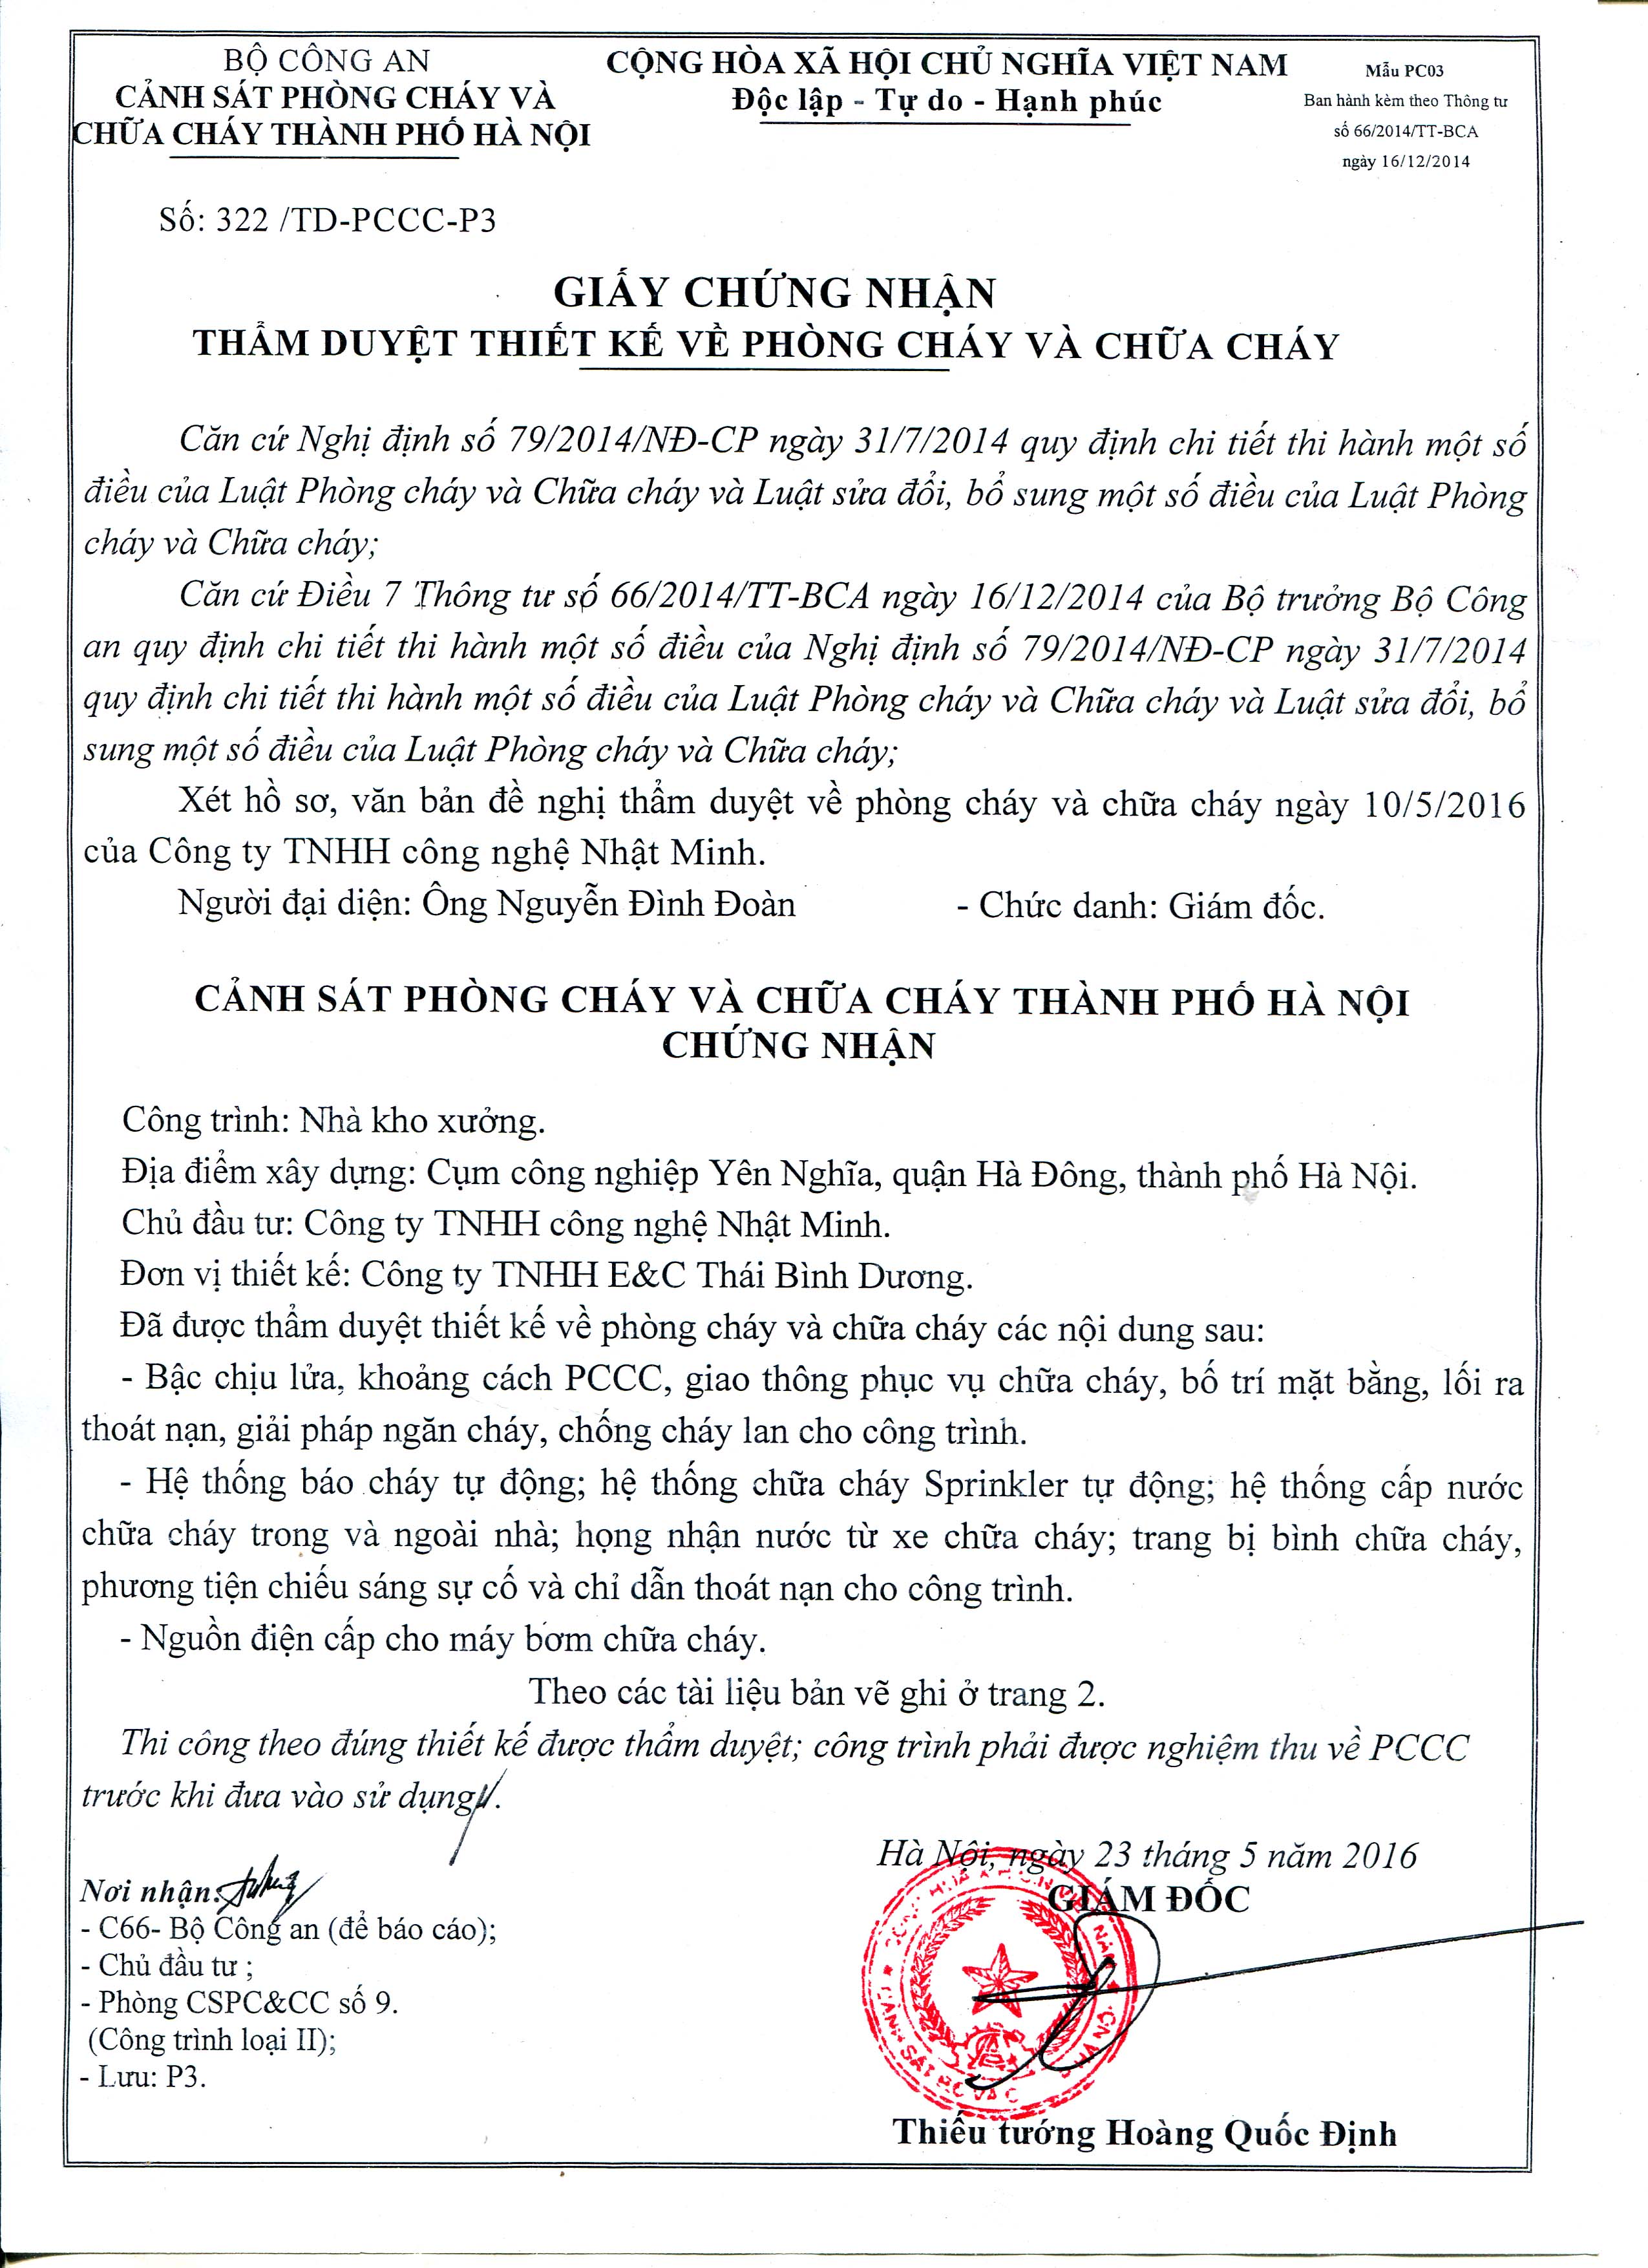 BỘ CÔNG AN
CẢNH SÁT PHÒNG CHÁY VÀ
CHỮA CHÁY THÀNH PHỐ HÀ NỘI
CỘNG HÒA XÃ HỘI CHỦ NGHĨA VIỆT NAM
Độc lập - Tự do - Hạnh phúc
Mẫu PC03
Ban hành kèm theo Thông tư
số 66/2014/TT-BCA
ngày 16/12/2014
Số: 322 /TD-PCCC-P3
GIẤY CHỨNG NHẬN
THẨM DUYỆT THIẾT KẾ VỀ PHÒNG CHÁY VÀ CHỮA CHÁY
Căn cứ Nghị định số 79/2014/NĐ-CP ngày 31/7/2014 quy định chi tiết thi hành một số
điều của Luật Phòng cháy và Chữa cháy và Luật sửa đổi, bổ sung một số điều của Luật Phòng
cháy và Chữa cháy;
Căn cứ Điều 7 Thông tư số 66/2014/TT-BCA ngày 16/12/2014 của Bộ trưởng Bộ Công
an quy định chi tiết thi hành một số điều của Nghị định số 79/2014/NĐ-CP ngày 31/7/2014
quy định chi tiết thi hành một số điều của Luật Phòng cháy và Chữa cháy và Luật sửa đổi, bổ
sung một số điều của Luật Phòng cháy và Chữa cháy;
Xét hồ sơ, văn bản đề nghị thẩm duyệt về phòng cháy và chữa cháy ngày 10/5/2016
của Công ty TNHH công nghệ Nhật Minh.
Người đại diện: Ông Nguyễn Đình Đoàn - Chức danh: Giám đốc.
CẢNH SÁT PHÒNG CHÁY VÀ CHỮA CHÁY THÀNH PHỐ HÀ NỘI
CHỨNG NHẬN
Công trình: Nhà kho xưởng.
Địa điểm xây dựng: Cụm công nghiệp Yên Nghĩa, quận Hà Đông, thành phố Hà Nội.
Chủ đầu tư: Công ty TNHH công nghệ Nhật Minh.
Đơn vị thiết kế: Công ty TNHH E&C Thái Bình Dương.
Đã được thẩm duyệt thiết kế về phòng cháy và chữa cháy các nội dung sau:
- Bậc chịu lửa, khoảng cách PCCC, giao thông phục vụ chữa cháy, bố trí mặt bằng, lối ra
thoát nạn, giải pháp ngăn cháy, chống cháy lan cho công trình.
- Hệ thống báo cháy tự động; hệ thống chữa cháy Sprinkler tự động; hệ thống cấp nước
chữa cháy trong và ngoài nhà; họng nhận nước từ xe chữa cháy; trang bị bình chữa cháy,
phương tiện chiếu sáng sự cố và chỉ dẫn thoát nạn cho công trình.
- Nguồn điện cấp cho máy bơm chữa cháy.
Theo các tài liệu bản vẽ ghi ở trang 2.
Thi công theo đúng thiết kế được thẩm duyệt; công trình phải được nghiệm thu về PCCC
trước khi đưa vào sử dụng.
Hà Nội, ngày 23 tháng 5 năm 2016
GIÁM ĐỐC
Nơi nhận:
- C66- Bộ Công an (để báo cáo);
- Chủ đầu tư ;
- Phòng CSPC&CC số 9.
(Công trình loại II);
- Lưu: P3.
Thiếu tướng Hoàng Quốc Định